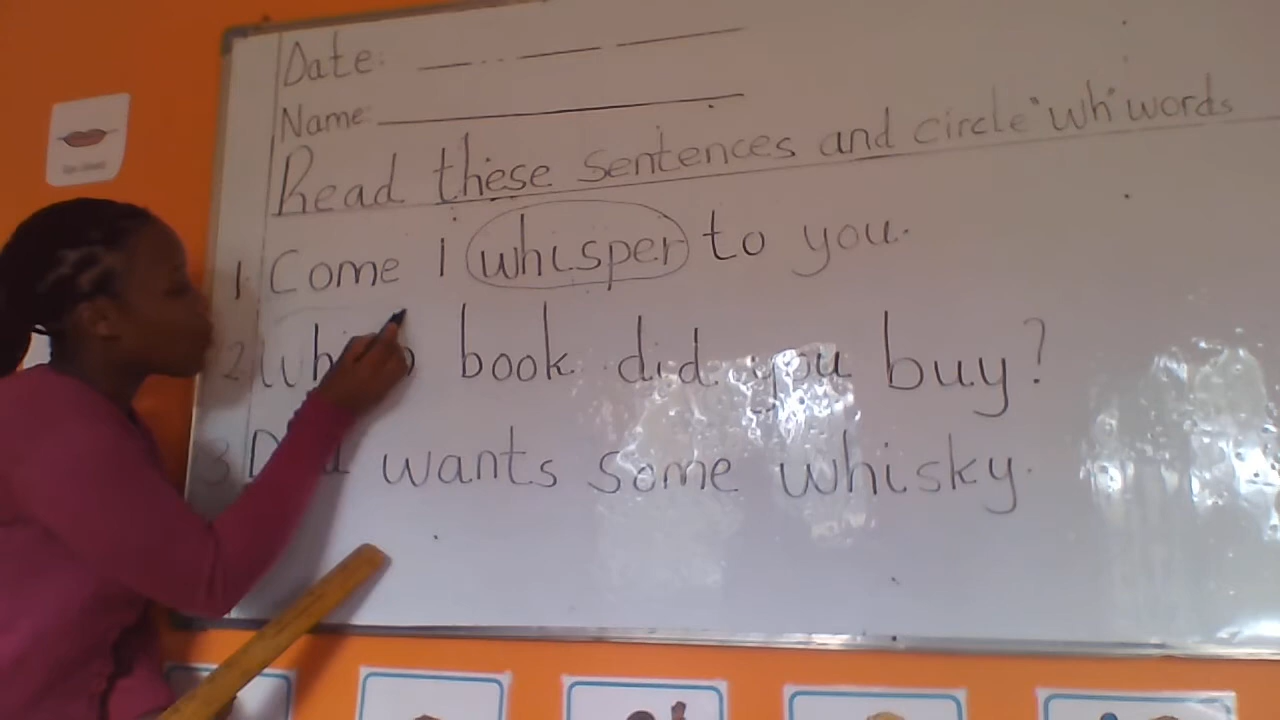 Date:
Name:
Read these sentences and circle "wh" words
1. Come I whisper to you.
2. book did you buy?
3. wants some whisky.